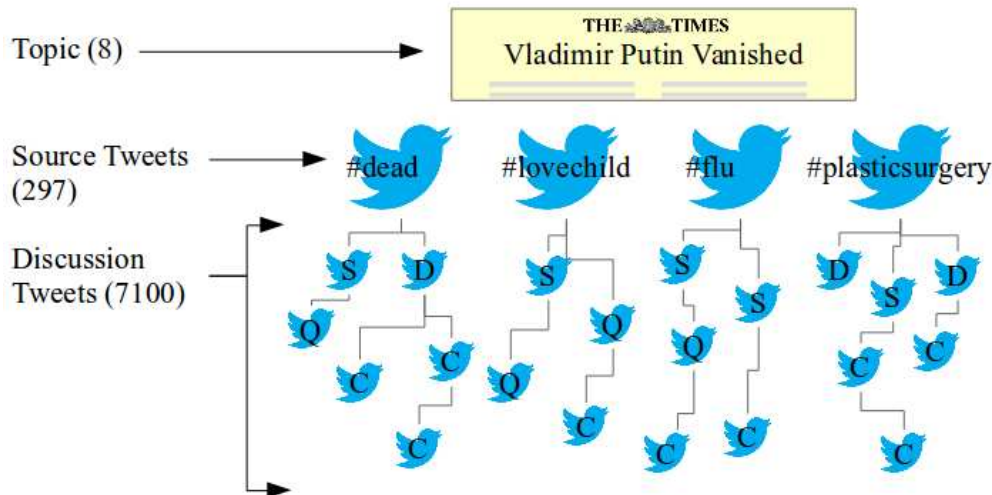 Topic (8)
THE TIMES
Vladimir Putin Vanished
Source Tweets
(297)
#dead
#lovechild
#flu
#plasticsurgery
Discussion
Tweets (7100)
S
D
Q
C
C
C
S
Q
Q
C
S
S
Q
C
C
D
S
D
C
C
C